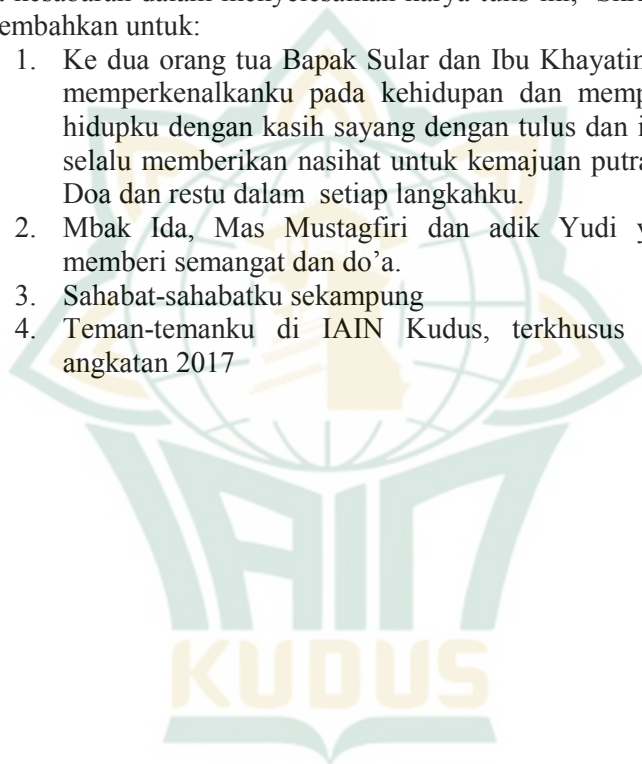 kesabaran dalam menyelesaikan karya tulis ini,
embahkan untuk:
1. Ke dua orang tua Bapak Sular dan Ibu Khayatin
memperkenalkanku pada kehidupan dan memp
hidupku dengan kasih sayang dengan tulus dan i
selalu memberikan nasihat untuk kemajuan putra
Doa dan restu dalam setiap langkahku.
2. Mbak Ida, Mas Mustagfiri dan adik Yudi y
memberi semangat dan do’a.
3. Sahabat-sahabatku sekampung
4. Teman-temanku di IAIN Kudus, terkhusus
angkatan 2017
IAIN
KUDUS